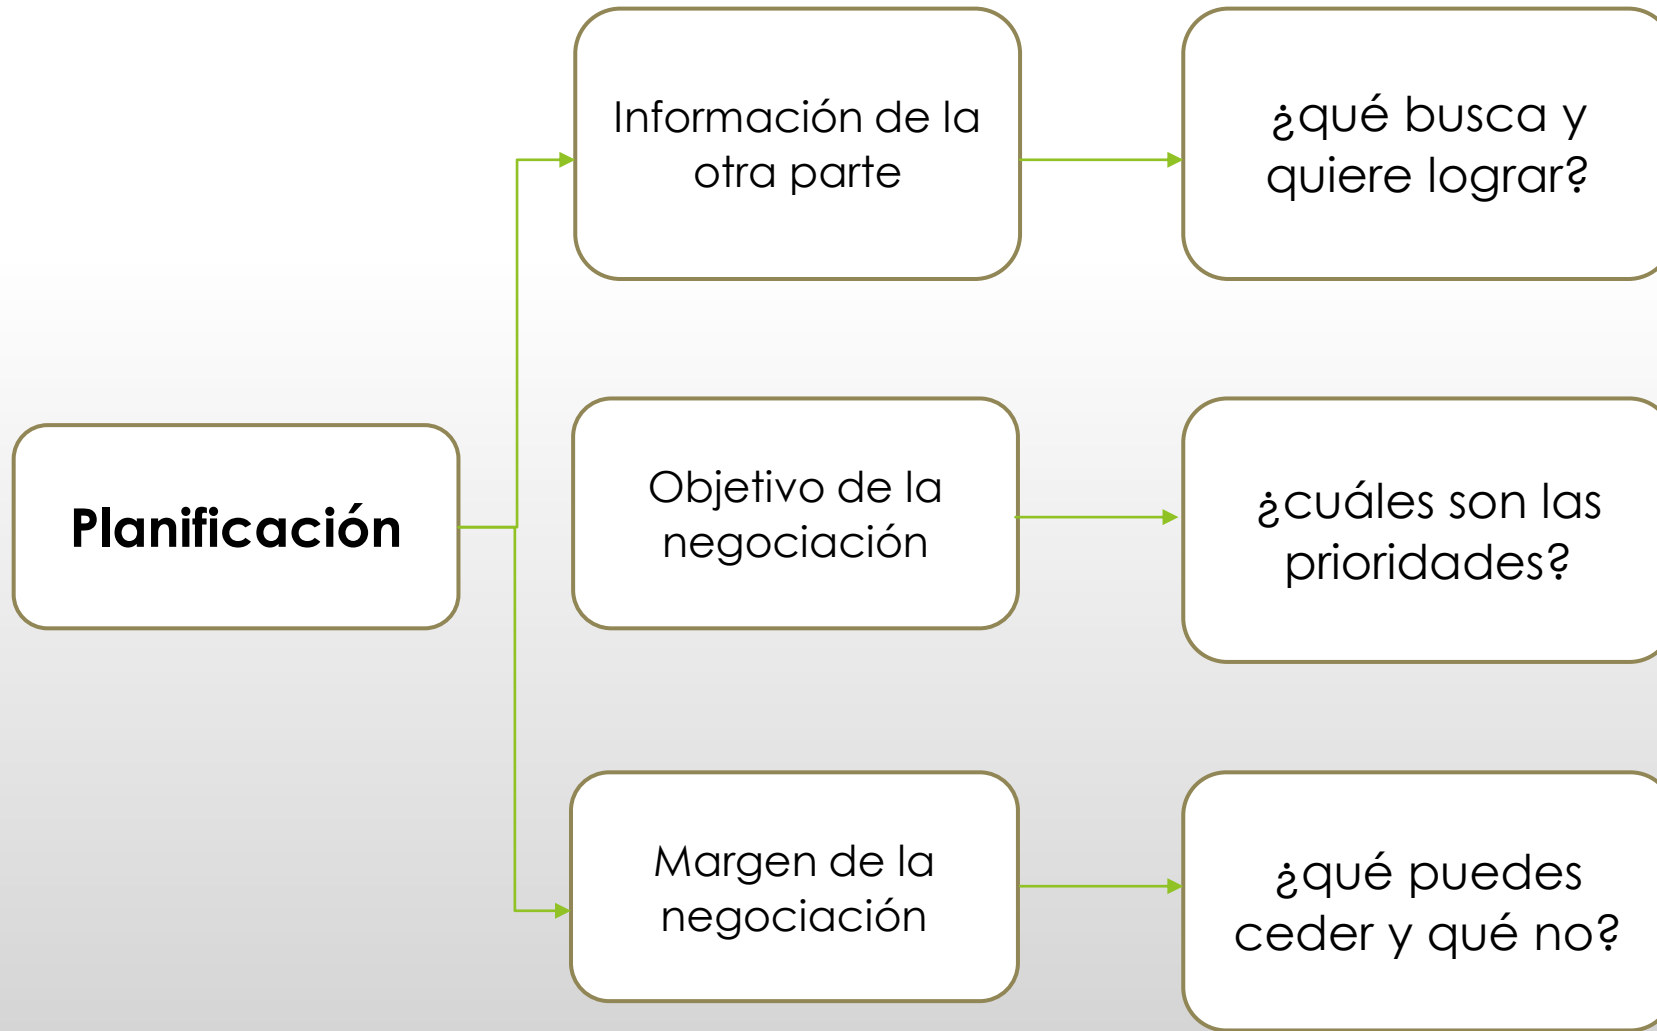 Información de la
otra parte
¿qué busca y
quiere lograr?
Planificación
Objetivo de la
negociación
¿cuáles son las
prioridades?
Margen de la
negociación
¿qué puedes
ceder y qué no?